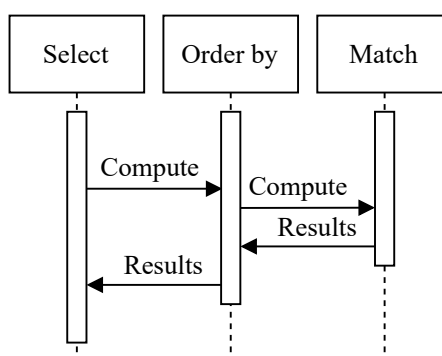 Select
Order by
Match
Compute
Compute
Results
Results